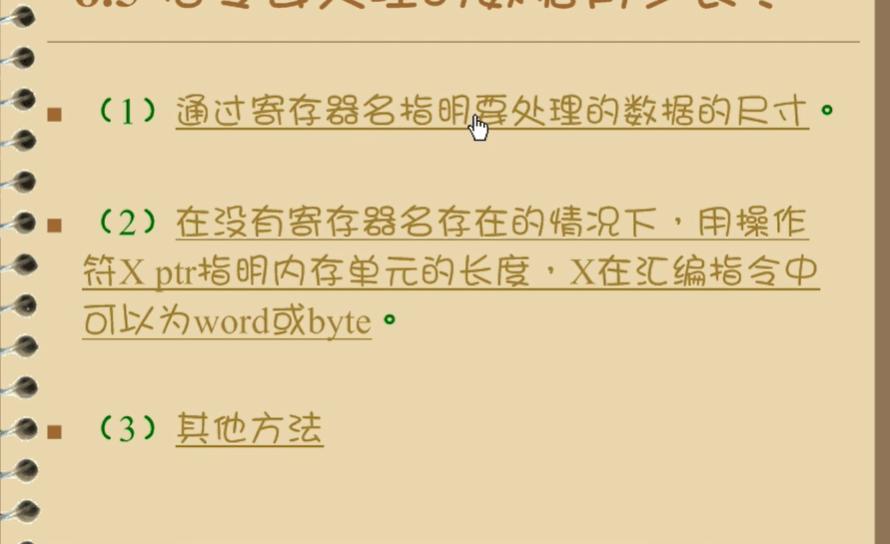 （1）通过寄存器名指明要处理的数据的尺寸。
（2）在没有寄存器名存在的情况下，用操作
符X ptr指明内存单元的长度，X在汇编指令中
可以为word或byte。
（3）其他方法